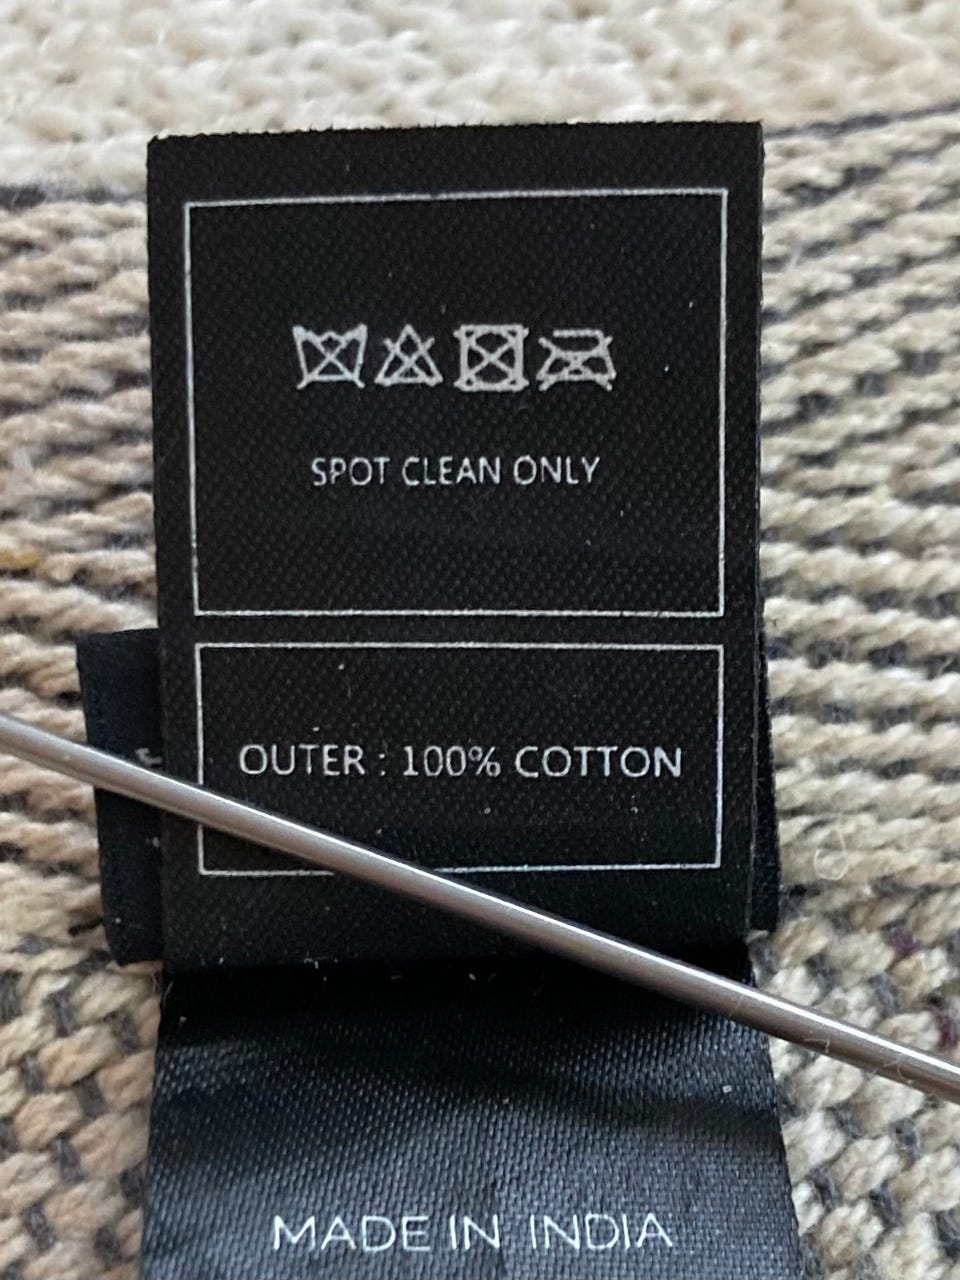 SPOT CLEAN ONLY
OUTER : 100% COTTON
MADE IN INDIA